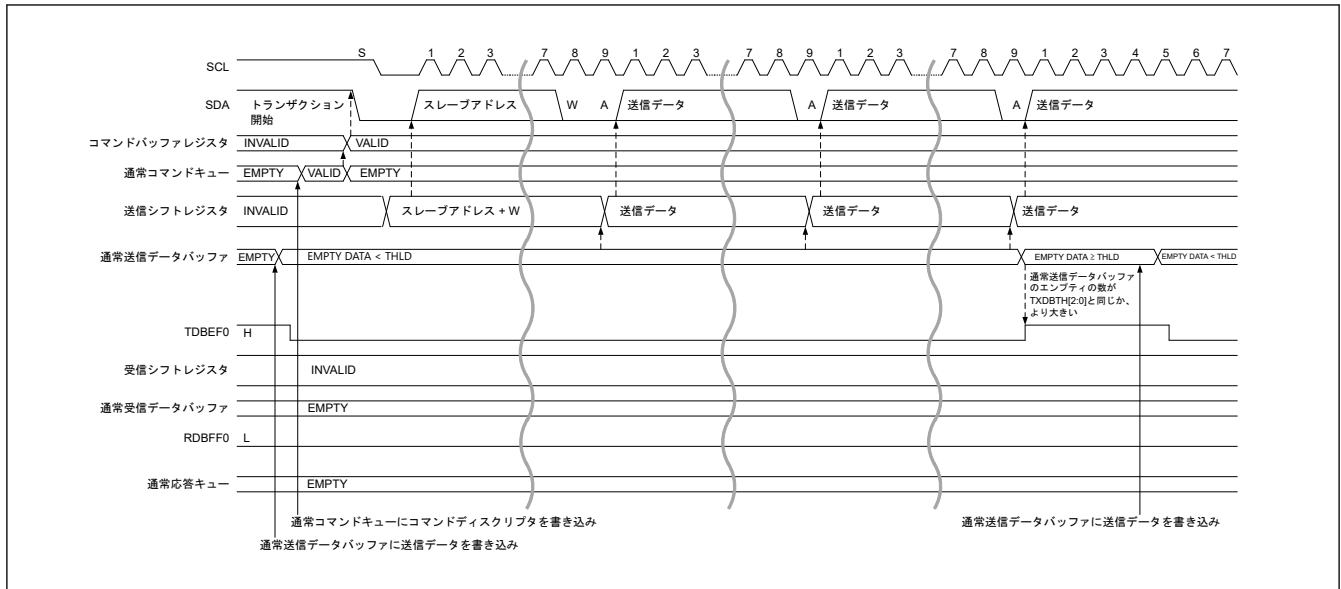 S 1 2 3 7 8 9 1 2 3 7 8 9 1 2 3 7 8 9 1 2 3 4 5 6 7
SCL
SDA トランザクション開始 スレーブアドレス W A 送信データ A 送信データ A 送信データ
コマンドバッファレジスタ INVALID VALID
通常コマンドキュー EMPTY VALID EMPTY
送信シフトレジスタ INVALID スレーブアドレス + W 送信データ 送信データ 送信データ
通常送信データバッファ EMPTY EMPTY DATA < THLD EMPTY DATA ≥ THLD EMPTY DATA < THLD
通常送信データバッファ
のエンプティの数が
TXDBTH[2:0]と同じか、
より大きい
TDBEF0 H
受信シフトレジスタ INVALID
通常受信データバッファ EMPTY
RDBFF0 L
通常応答キュー EMPTY
通常コマンドキューにコマンドディスクリプタを書き込み 通常送信データバッファに送信データを書き込み
通常送信データバッファに送信データを書き込み